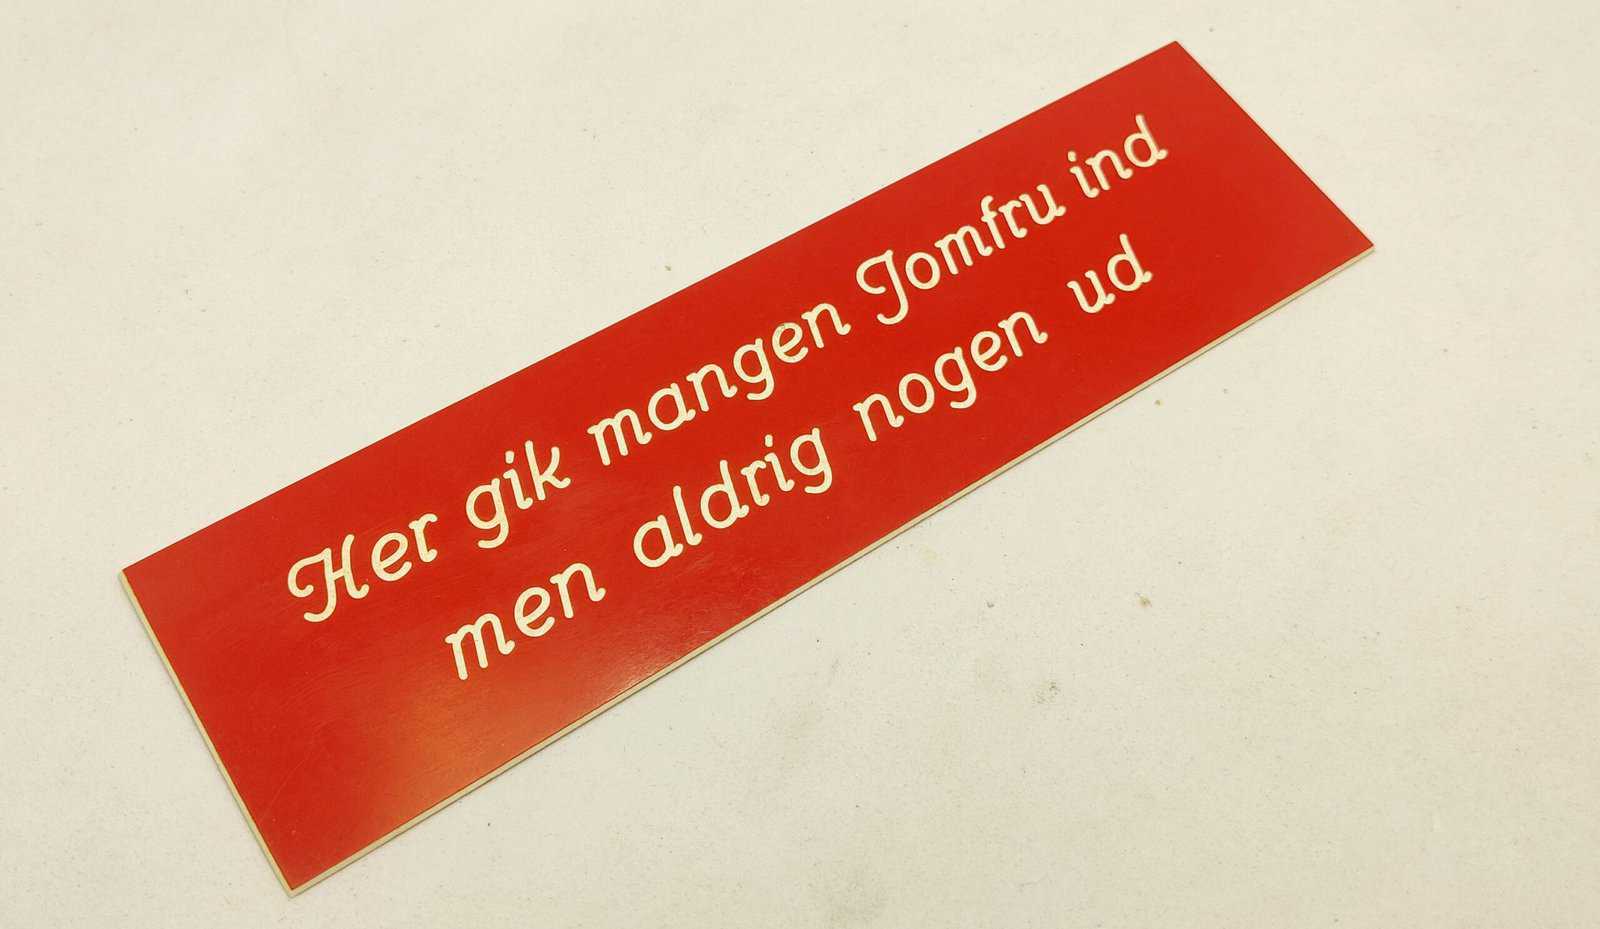 Her gik mangen Jomfru ind
men aldrig nogen ud